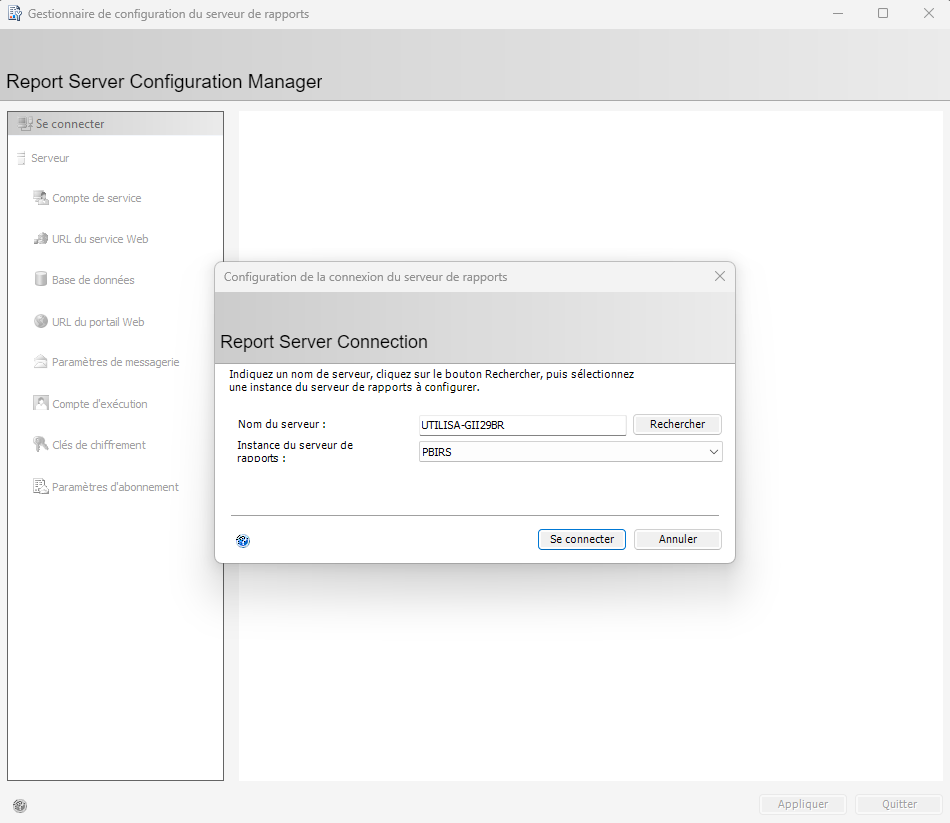 Gestionnaire de configuration du serveur de rapports
Report Server Configuration Manager
Se connecter
Serveur
Compte de service
URL du service Web
Base de données
URL du portail Web
Paramètres de messagerie
Compte d'exécution
Clés de chiffrement
Paramètres d'abonnement
Configuration de la connexion du serveur de rapports
Report Server Connection
Indiquez un nom de serveur, cliquez sur le bouton Rechercher, puis sélectionnez
une instance du serveur de rapports à configurer.
Nom du serveur :
UTILISA-GII29BR
Rechercher
Instance du serveur de
rapports :
PBIRS
Se connecter
Annuler
Appliquer
Quitter